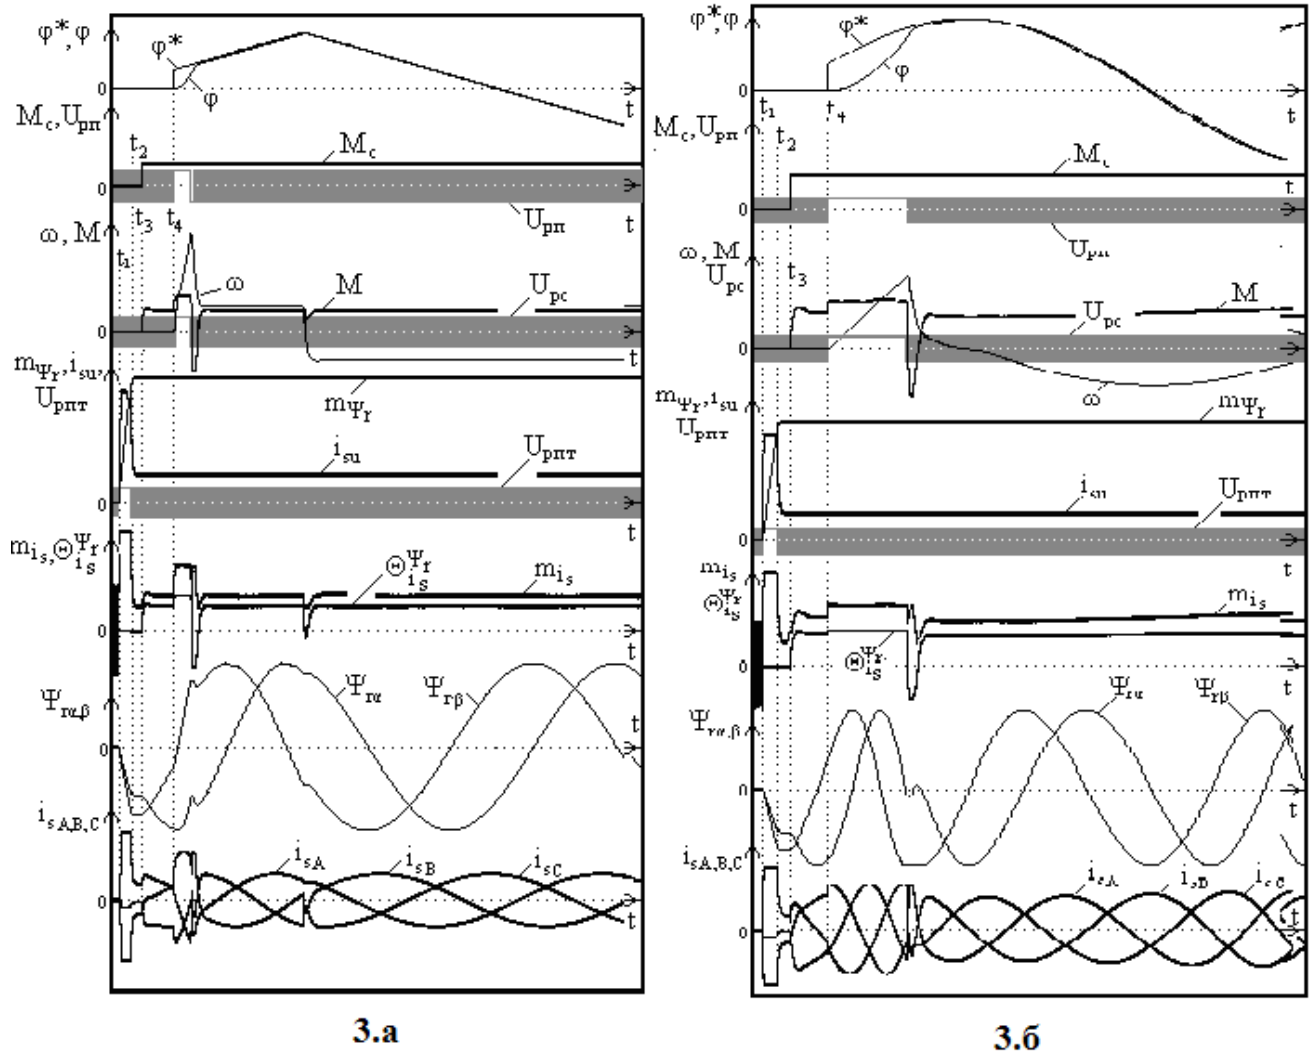 φ*,φ
φ*
φ
0
t
M_c,U_рп
t_2
M_c
0
t_3
t_4
U_рп
t
ω, M
t_1
ω
M
U_рс
0
t
m_Ψr, i_su,
U_рпт
m_Ψr
i_su
U_рпт
0
t
m_is, Θ_is^Ψr
Θ_is^Ψr
m_is
0
t
Ψ_rα,β
Ψ_rα
Ψ_rβ
0
i_sA,B,C
i_sA
i_sB
i_sC
0
t
3.а
φ*,φ
φ*
φ
0
t_1
t_4
t
M_c,U_рп
t_2
M_c
t
0
U_рп
ω, M
U_рс
t_3
M
U_рс
0
ω
m_Ψr, i_su
U_рпт
m_Ψr
i_su
U_рпт
0
t
m_is
Θ_is^Ψr
m_is
Θ_is^Ψr
0
t
Ψ_rα,β
Ψ_rα
Ψ_rβ
0
t
i_sA,B,C
i_sA
i_sB
i_sC
0
t
3.б